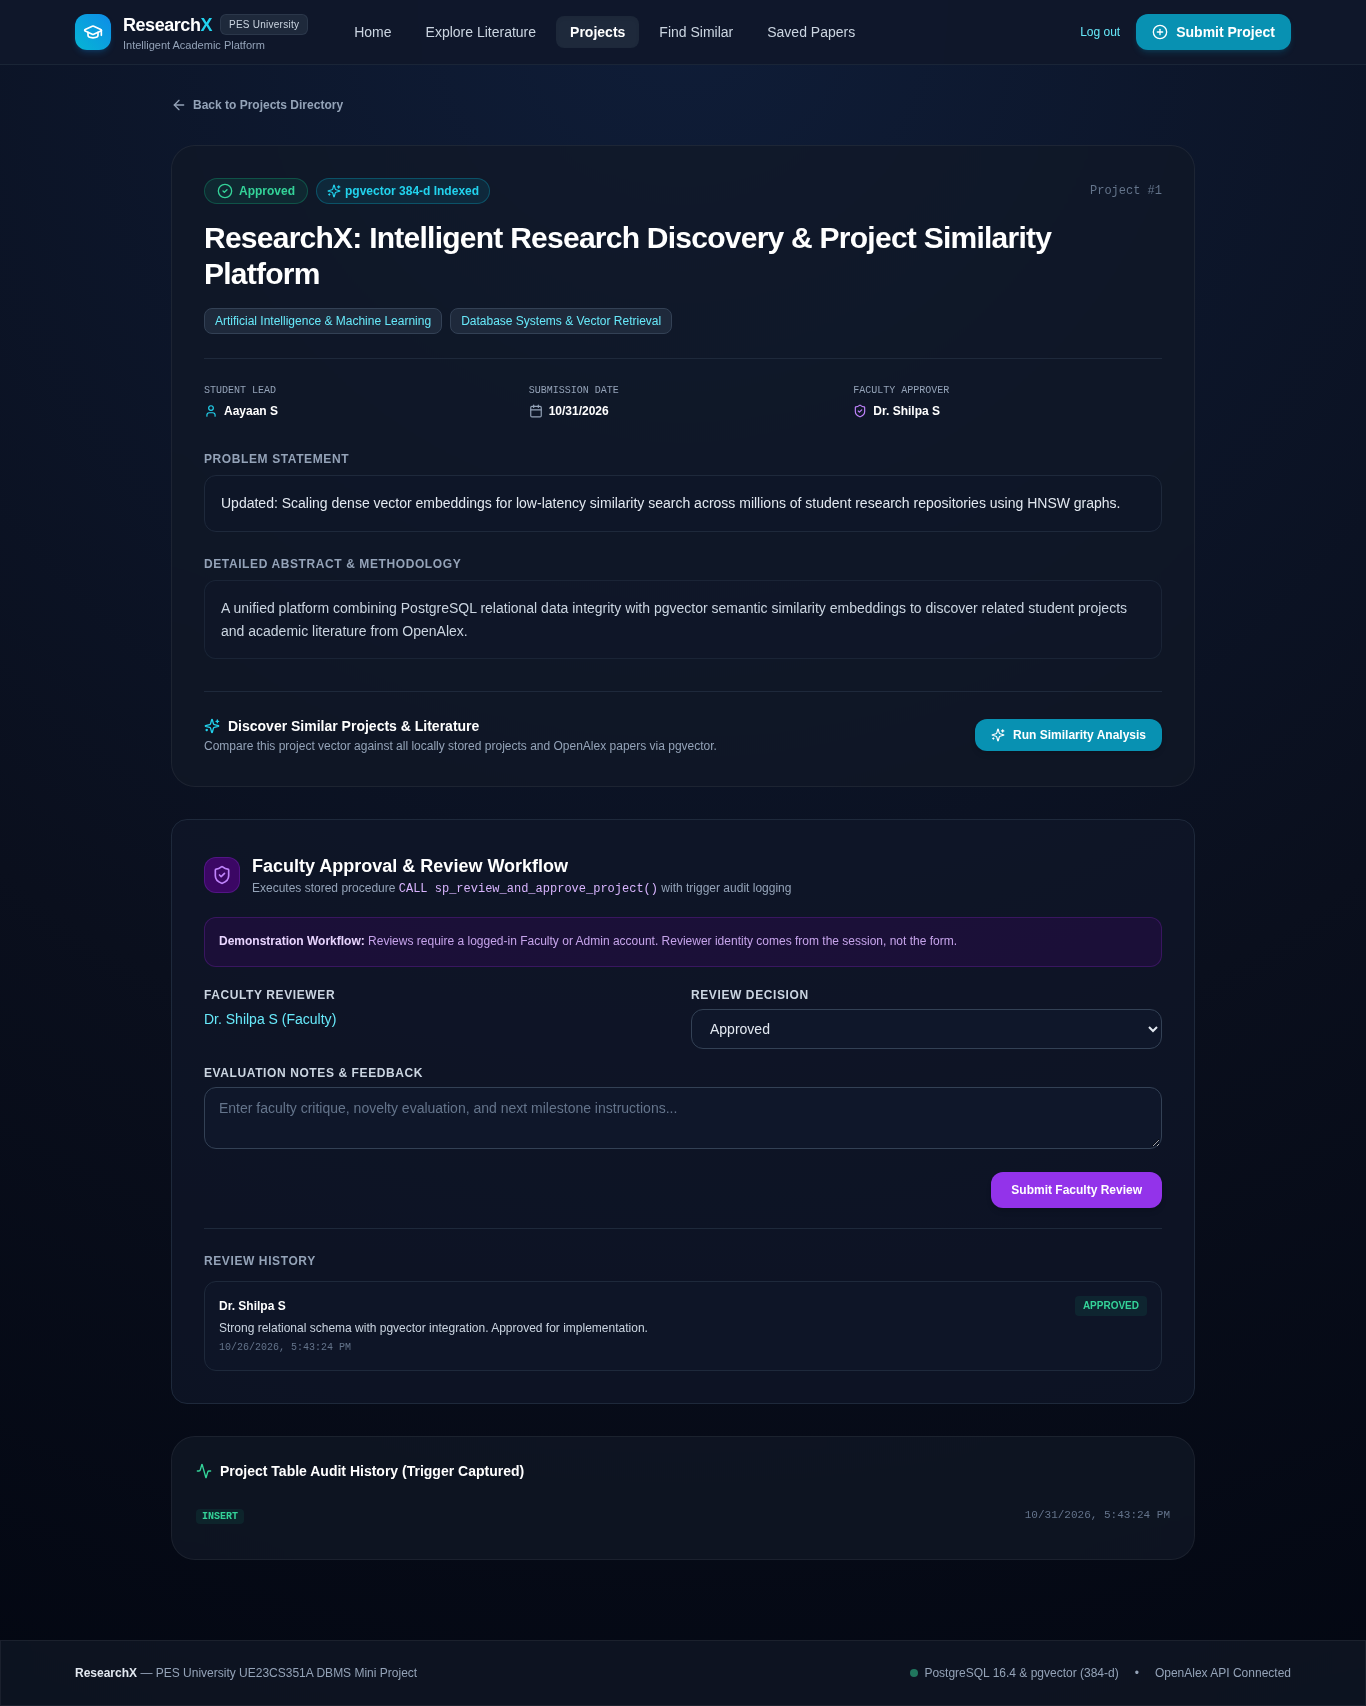 ResearchX PES University
Intelligent Academic Platform
Home Explore Literature Projects Find Similar Saved Papers
Log out Submit Project
Back to Projects Directory
Approved pgvector 384-d Indexed Project #1
ResearchX: Intelligent Research Discovery & Project Similarity
Platform
Artificial Intelligence & Machine Learning Database Systems & Vector Retrieval
STUDENT LEAD SUBMISSION DATE FACULTY APPROVER
Aayaan S 10/31/2026 Dr. Shilpa S
PROBLEM STATEMENT
Updated: Scaling dense vector embeddings for low-latency similarity search across millions of student research repositories using HNSW graphs.
DETAILED ABSTRACT & METHODOLOGY
A unified platform combining PostgreSQL relational data integrity with pgvector semantic similarity embeddings to discover related student projects
and academic literature from OpenAlex.
Discover Similar Projects & Literature
Compare this project vector against all locally stored projects and OpenAlex papers via pgvector.
Run Similarity Analysis
Faculty Approval & Review Workflow
Executes stored procedure CALL sp_review_and_approve_project() with trigger audit logging
Demonstration Workflow: Reviews require a logged-in Faculty or Admin account. Reviewer identity comes from the session, not the form.
FACULTY REVIEWER REVIEW DECISION
Dr. Shilpa S (Faculty) Approved
EVALUATION NOTES & FEEDBACK
Enter faculty critique, novelty evaluation, and next milestone instructions...
Submit Faculty Review
REVIEW HISTORY
Dr. Shilpa S APPROVED
Strong relational schema with pgvector integration. Approved for implementation.
10/26/2026, 5:43:24 PM
Project Table Audit History (Trigger Captured)
INSERT 10/31/2026, 5:43:24 PM
ResearchX — PES University UE23CS351A DBMS Mini Project
PostgreSQL 16.4 & pgvector (384-d) • OpenAlex API Connected